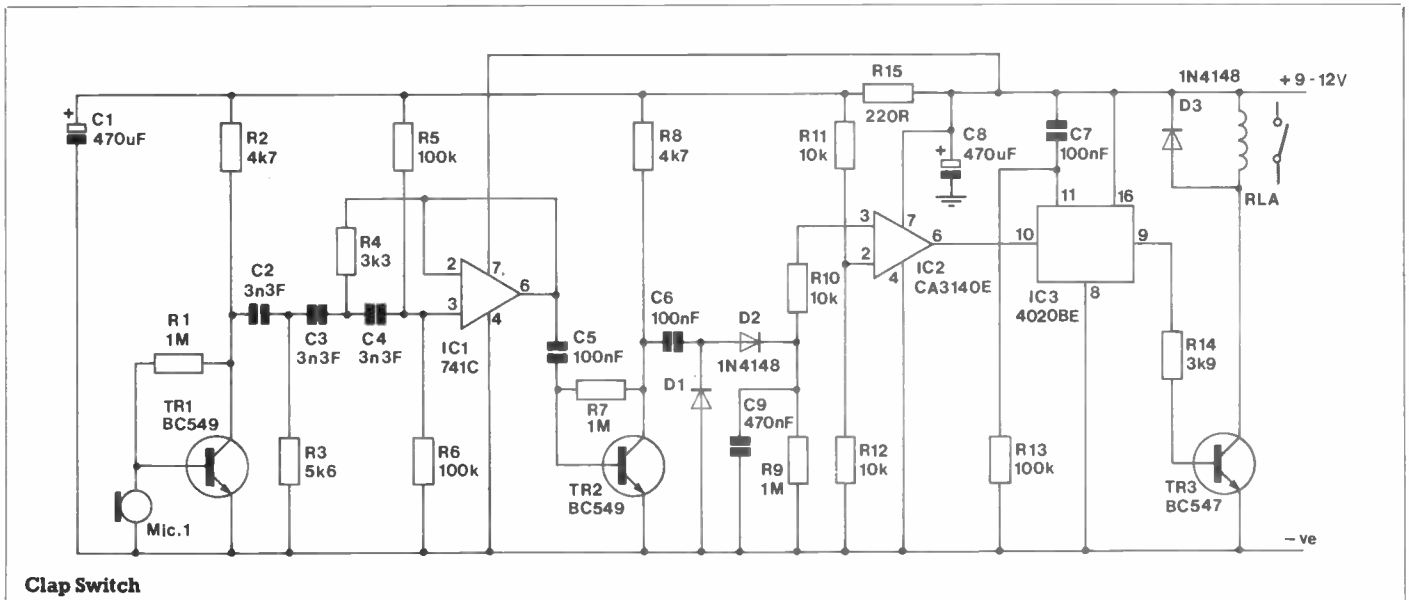 C1
470uF
+
R2
4k7
R5
100k
R4
3k3
C2
3n3F
R1
1M
C3
3n3F
C4
3n3F
2
3
7
6
4
IC1
741C
TR1
BC549
Mic.1
R3
5k6
R6
100k
C5
100nF
R7
1M
TR2
BC549
R8
4k7
C6
100nF
D1
D2
1N4148
C9
470nF
R9
1M
R10
10k
R11
10k
R12
10k
R15
220R
3
2
7
6
4
IC2
CA3140E
+
C8
470uF
C7
100nF
R13
100k
11
16
10
9
8
IC3
4020BE
1N4148
D3
+9-12V
RLA
R14
3k9
TR3
BC547
-ve
Clap Switch